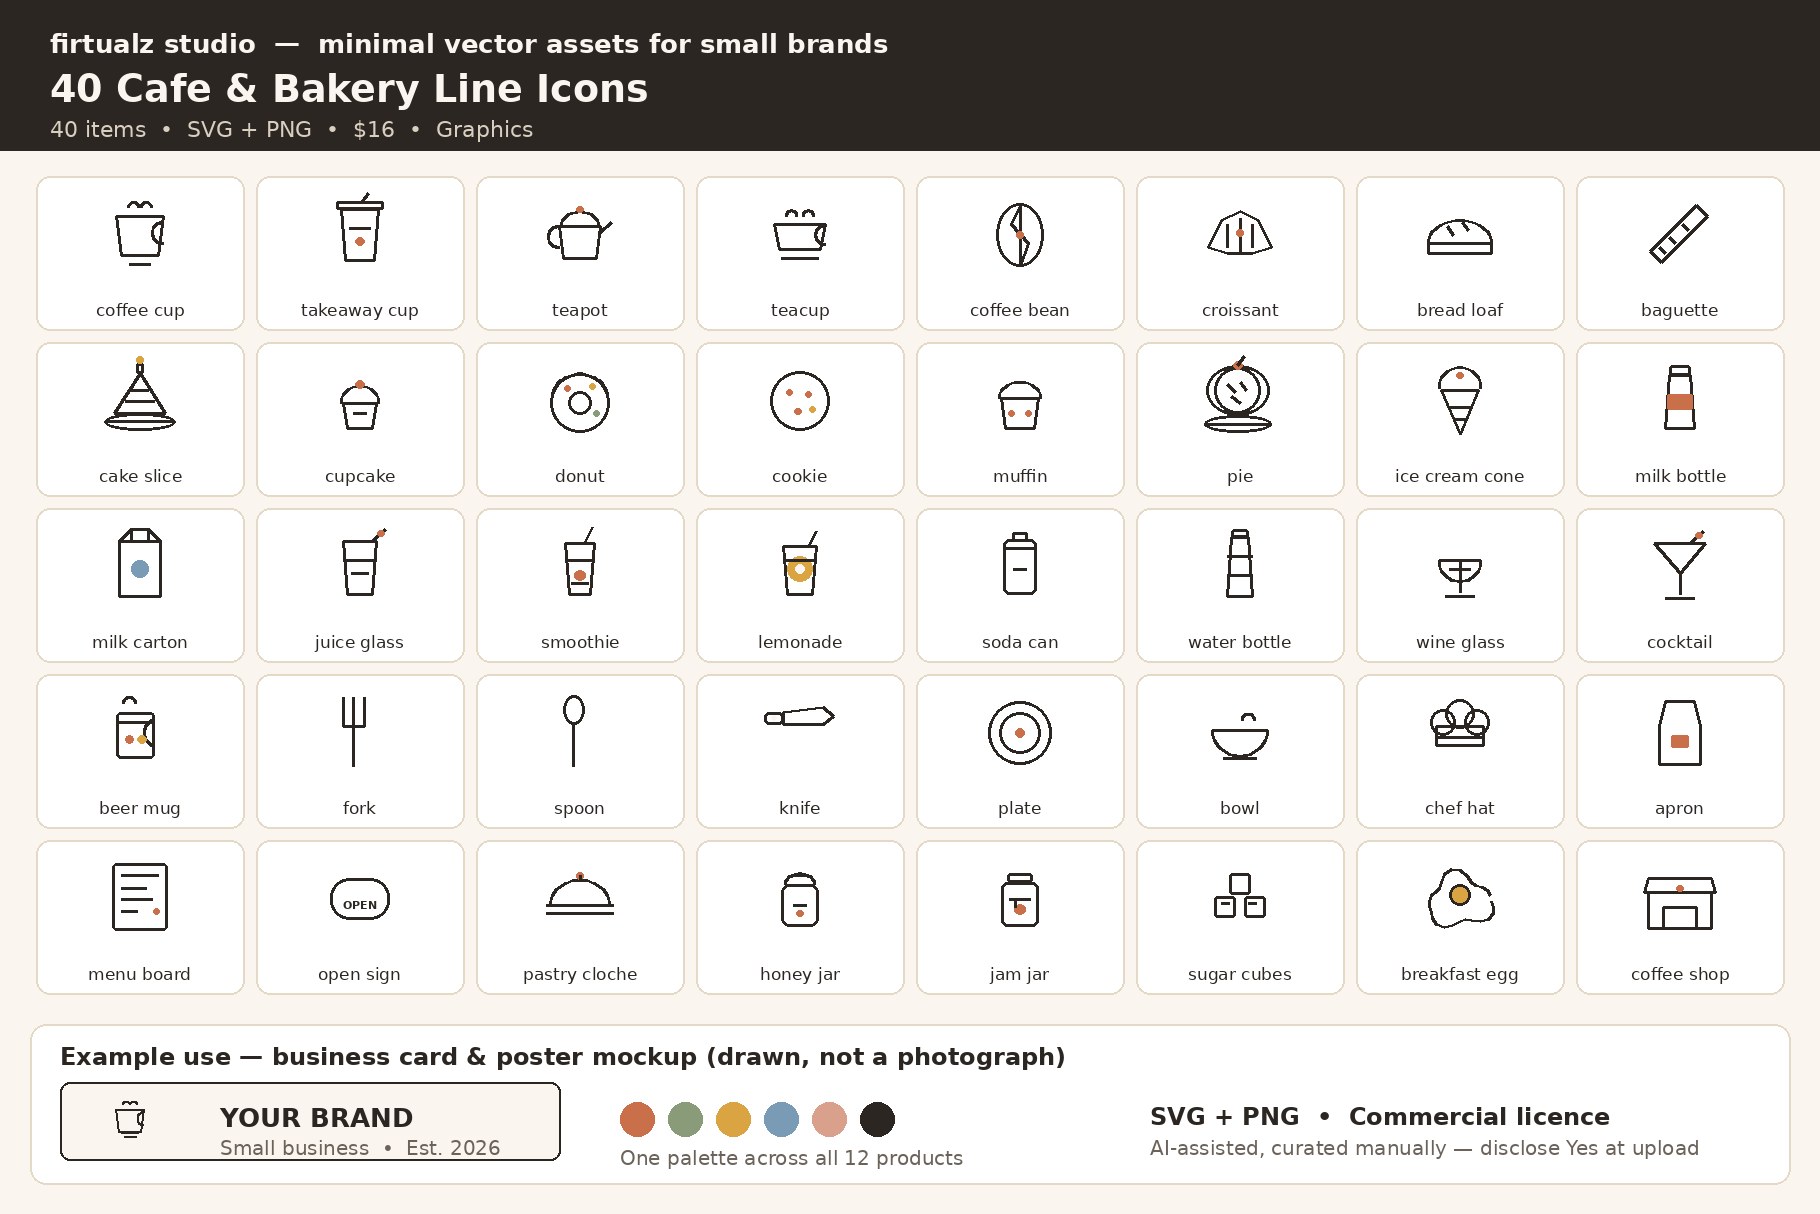 firtualz studio — minimal vector assets for small brands
40 Cafe & Bakery Line Icons
40 items • SVG + PNG • $16 • Graphics
coffee cup
takeaway cup
teapot
teacup
coffee bean
croissant
bread loaf
baguette
cake slice
cupcake
donut
cookie
muffin
pie
ice cream cone
milk bottle
milk carton
juice glass
smoothie
lemonade
soda can
water bottle
wine glass
cocktail
beer mug
fork
spoon
knife
plate
bowl
chef hat
apron
OPEN
menu board
open sign
pastry cloche
honey jar
jam jar
sugar cubes
breakfast egg
coffee shop
Example use — business card & poster mockup (drawn, not a photograph)
YOUR BRAND
Small business • Est. 2026
One palette across all 12 products
SVG + PNG • Commercial licence
AI-assisted, curated manually — disclose Yes at upload